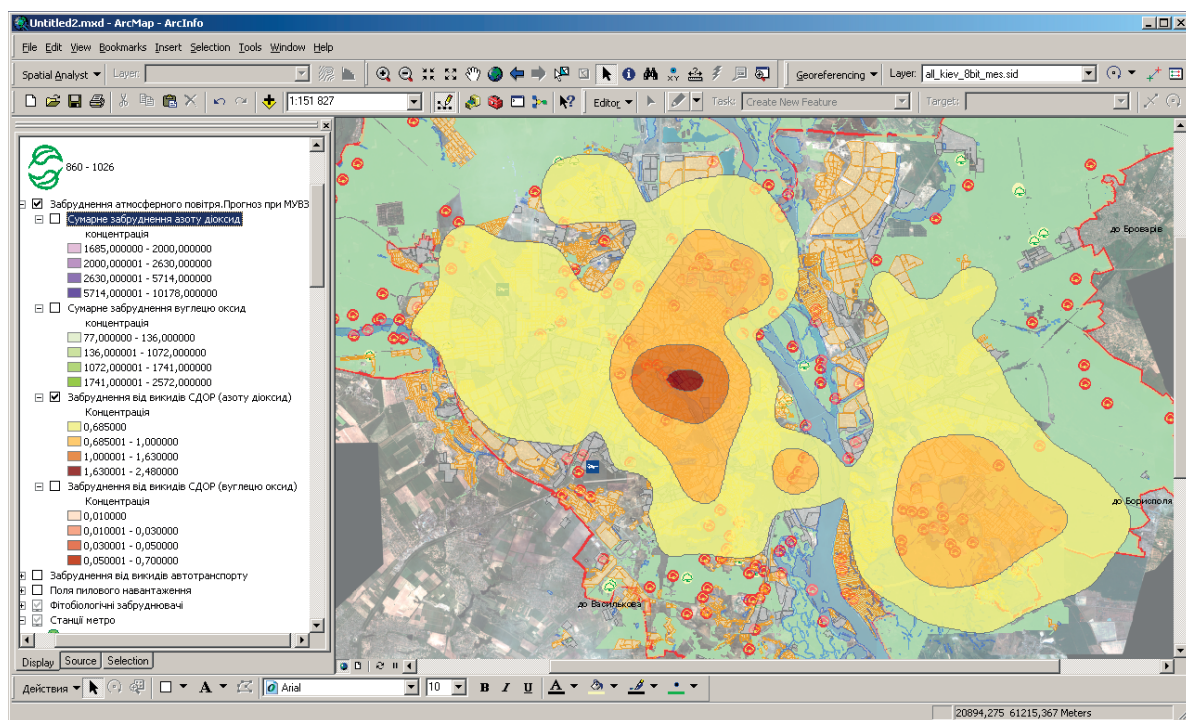 Untitled2.mxd - ArcMap - ArcInfo
File Edit View Bookmarks Insert Selection Tools Window Help
Spatial Analyst Layer: Georeferencing Layer: all_kiev_8bit_mes.sid
1:151 827 Editor Task: Create New Feature Target:
860 - 1026
Забруднення атмосферного повітря.Прогноз при МУВЗ
Сумарне забруднення азоту діоксид
концентрація
1685,000000 - 2000,000000
2000,000001 - 2630,000000
2630,000001 - 5714,000000
5714,000001 - 10178,000000
Сумарне забруднення вуглецю оксид
концентрація
77,000000 - 136,000000
136,000001 - 1072,000000
1072,000001 - 1741,000000
1741,000001 - 2572,000000
Забруднення від викидів СДОР (азоту діоксид)
Концентрація
0,685000
0,685001 - 1,000000
1,000001 - 1,630000
1,630001 - 2,480000
Забруднення від викидів СДОР (вуглецю оксид)
Концентрація
0,010000
0,010001 - 0,030000
0,030001 - 0,050000
0,050001 - 0,700000
Забруднення від викидів автотранспорту
Поля пилового навантаження
Фітобіологічні забруднювачі
Станції метро
до Броварів
до Борисполя
до Василькова
Display Source Selection
Действия Arial 10 B I U A
20894,275 61215,367 Meters